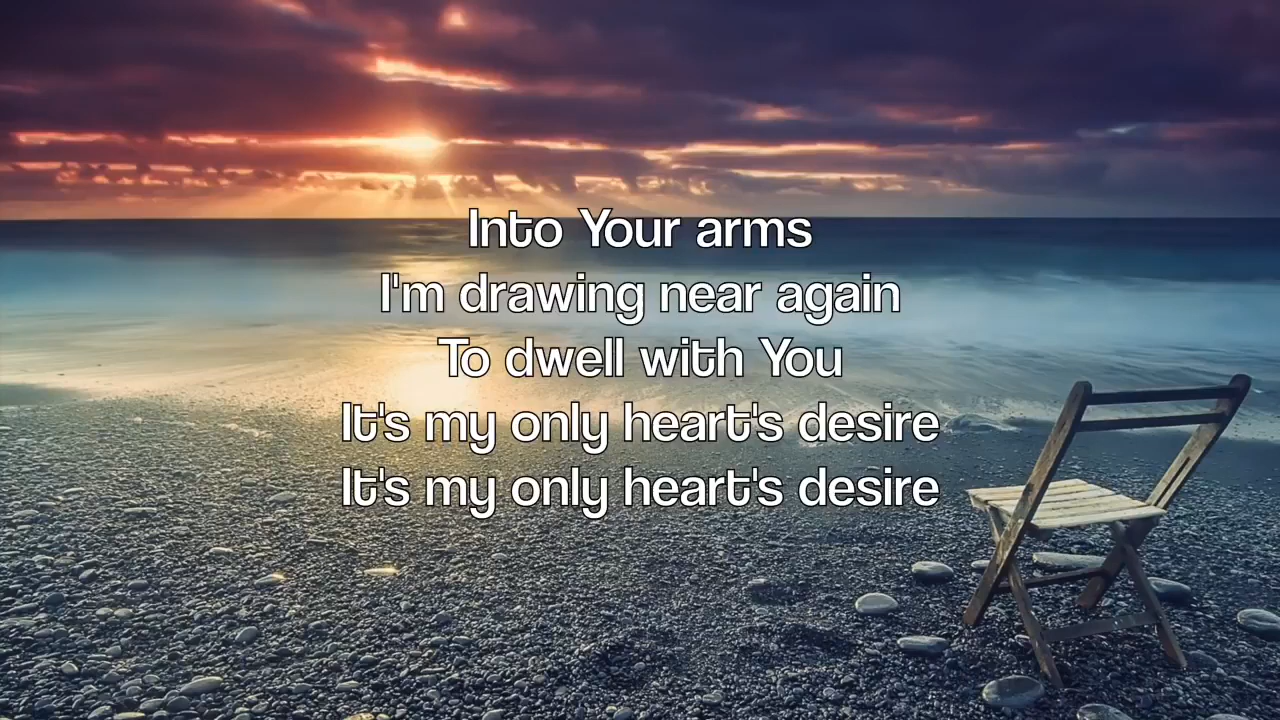 Into Your arms
I'm drawing near again
To dwell with You
It's my only heart's desire
It's my only heart's desire